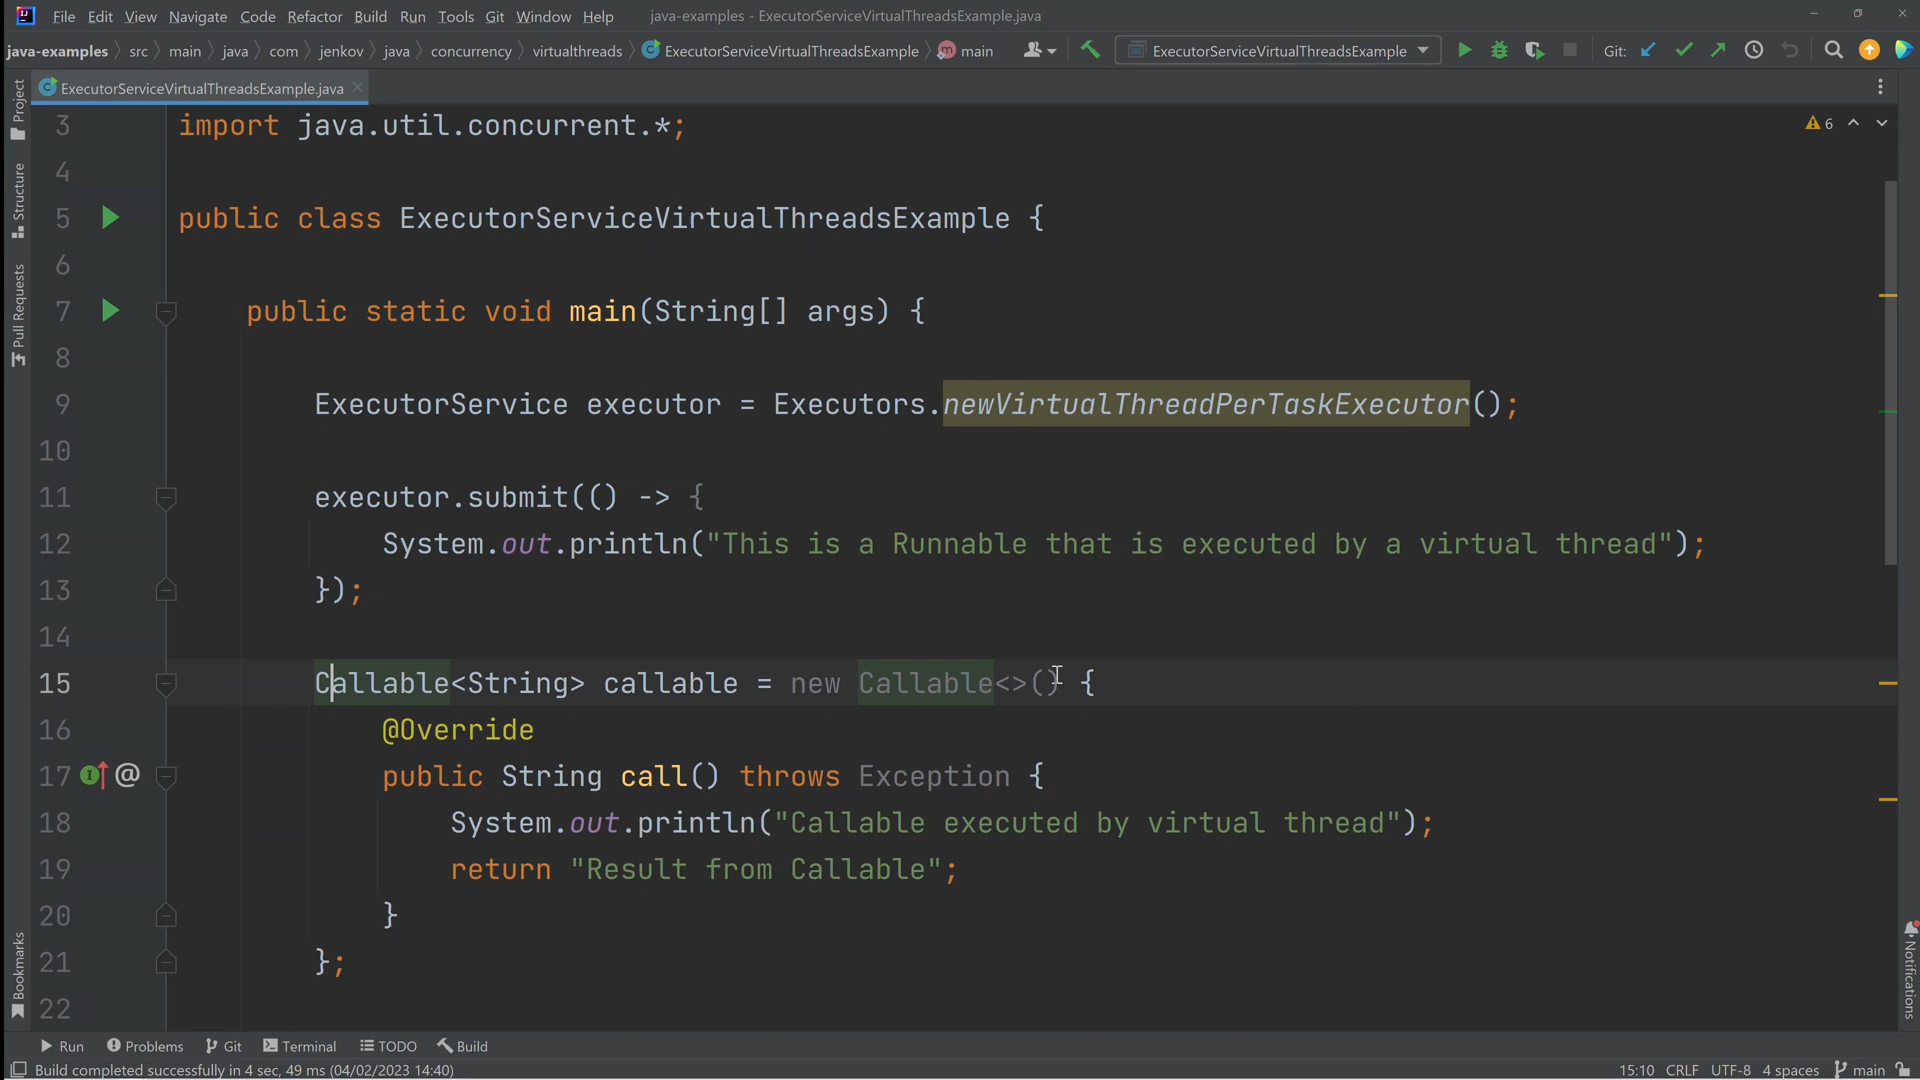 File Edit View Navigate Code Refactor Build Run Tools Git Window Help java-examples - ExecutorServiceVirtualThreadsExample.java
java-examples src main java com jenkov java concurrency virtualthreads ExecutorServiceVirtualThreadsExample main ExecutorServiceVirtualThreadsExample Git:
ExecutorServiceVirtualThreadsExample.java
Project
Structure
Pull Requests
Bookmarks
Notifications
6
3 import java.util.concurrent.*;
4
5 public class ExecutorServiceVirtualThreadsExample {
6
7 public static void main(String[] args) {
8
9 ExecutorService executor = Executors.newVirtualThreadPerTaskExecutor();
10
11 executor.submit(() -> {
12 System.out.println("This is a Runnable that is executed by a virtual thread");
13 });
14
15 Callable<String> callable = new Callable<>() {
16 @Override
17 @ public String call() throws Exception {
18 System.out.println("Callable executed by virtual thread");
19 return "Result from Callable";
20 }
21 };
22
Run Problems Git Terminal TODO Build
Build completed successfully in 4 sec, 49 ms (04/02/2023 14:40) 15:10 CRLF UTF-8 4 spaces main